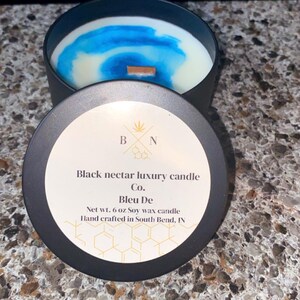 B N
CO.
Black nectar luxury candle
Co.
Bleu De
Net wt. 6 oz Soy wax candle
Hand crafted in South Bend, IN